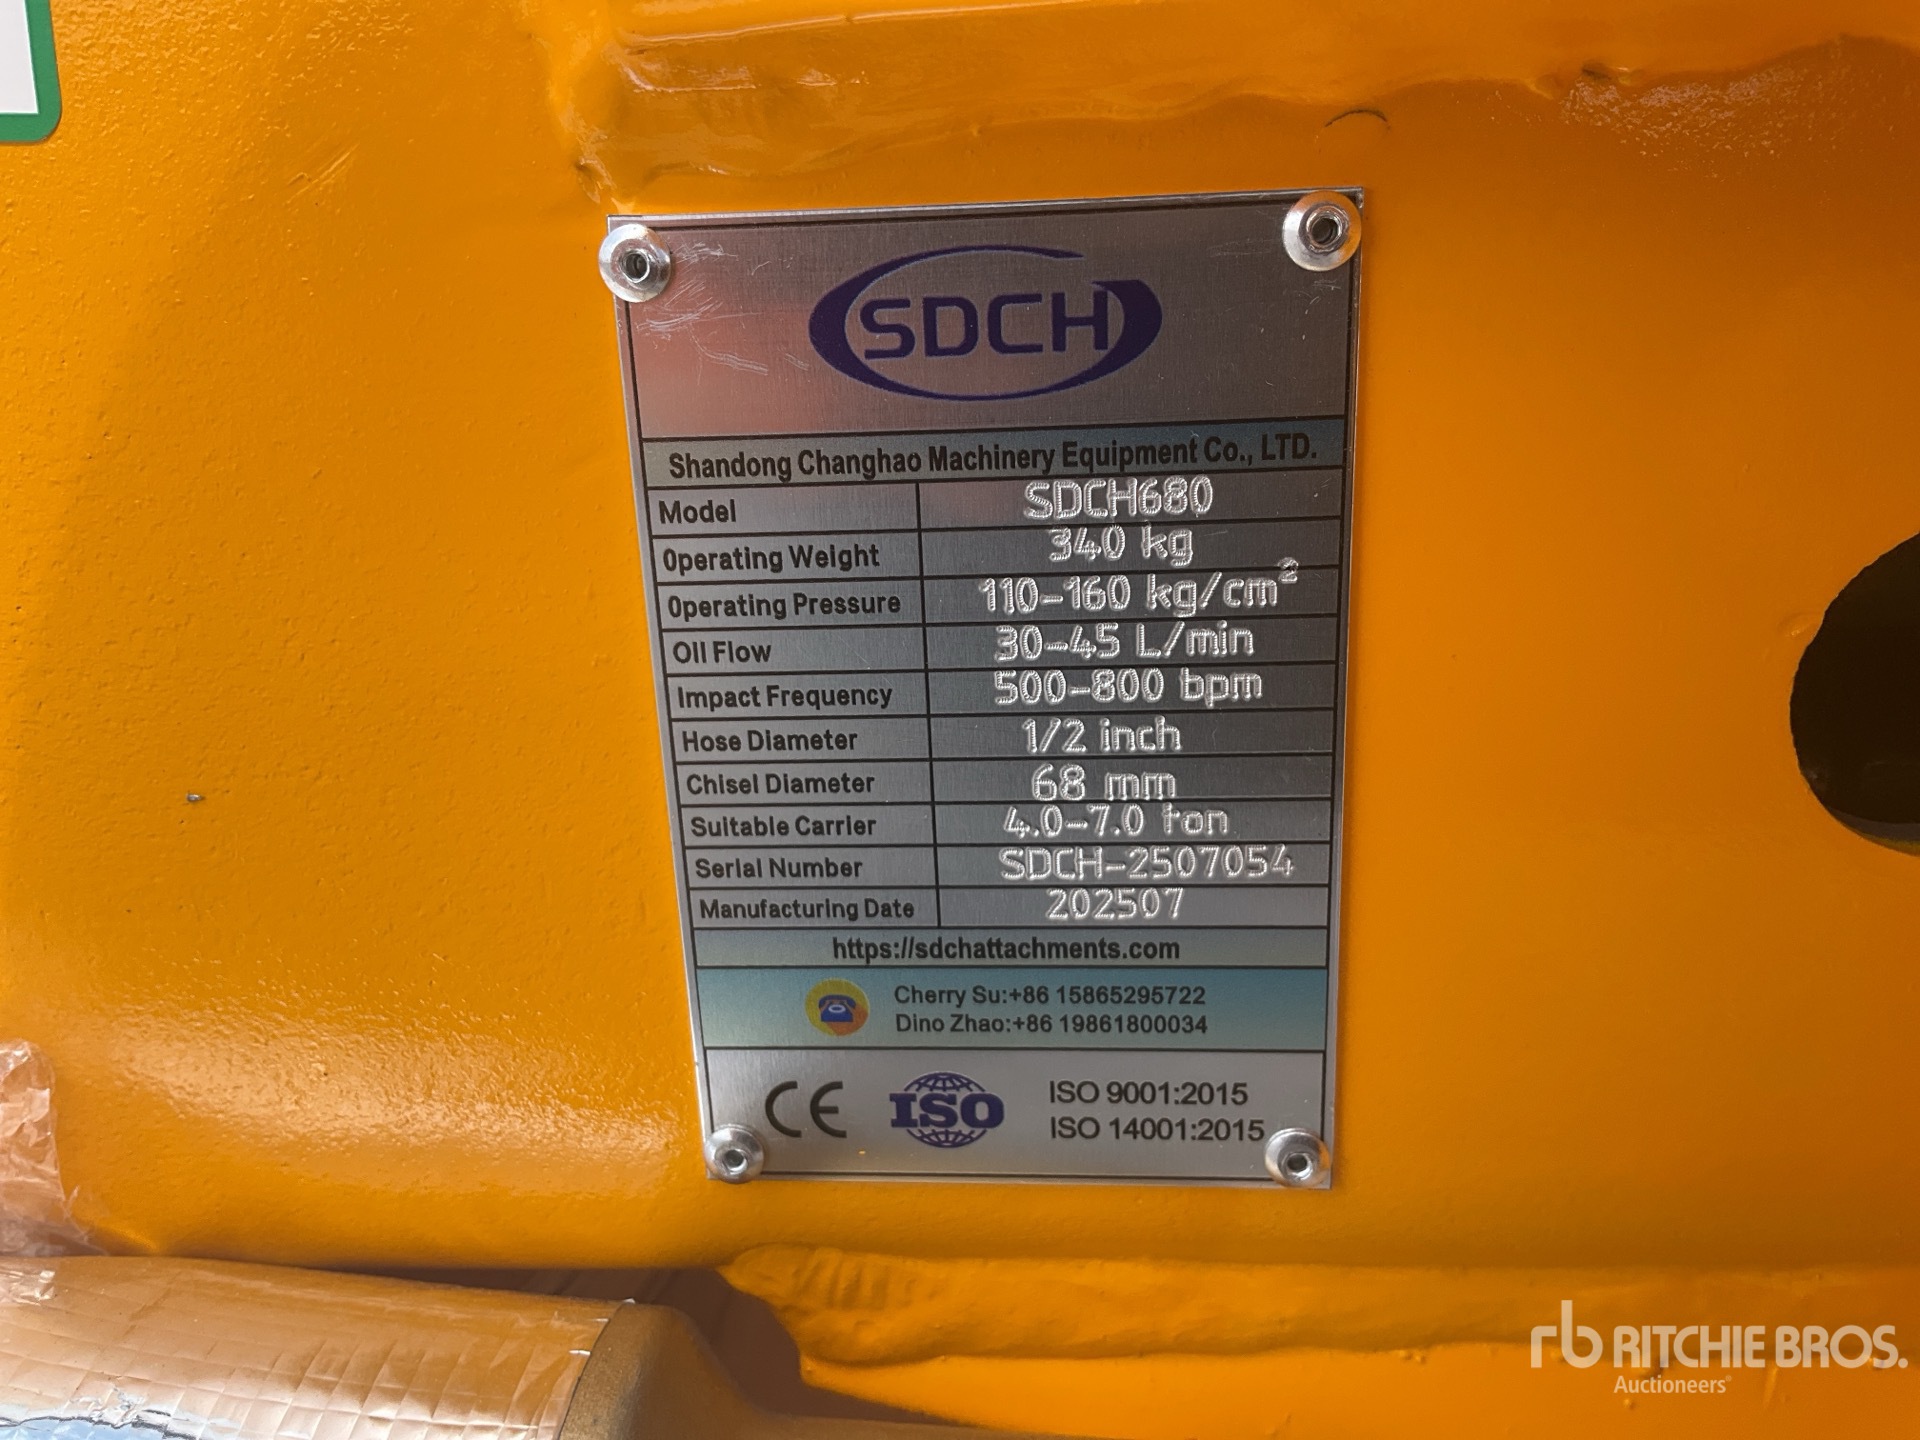 SDCH
Shandong Changhao Machinery Equipment Co., LTD.
Model SDCH680
Operating Weight 340 kg
Operating Pressure 110-160 kg/cm²
Oil Flow 30-45 L/min
Impact Frequency 500-800 bpm
Hose Diameter 1/2 inch
Chisel Diameter 68 mm
Suitable Carrier 4.0-7.0 ton
Serial Number SDCH-2507054
Manufacturing Date 202507
https://sdchattachments.com
Cherry Su:+86 15865295722
Dino Zhao:+86 19861800034
CE ISO ISO 9001:2015
ISO 14001:2015
rb RITCHIE BROS.
Auctioneers®